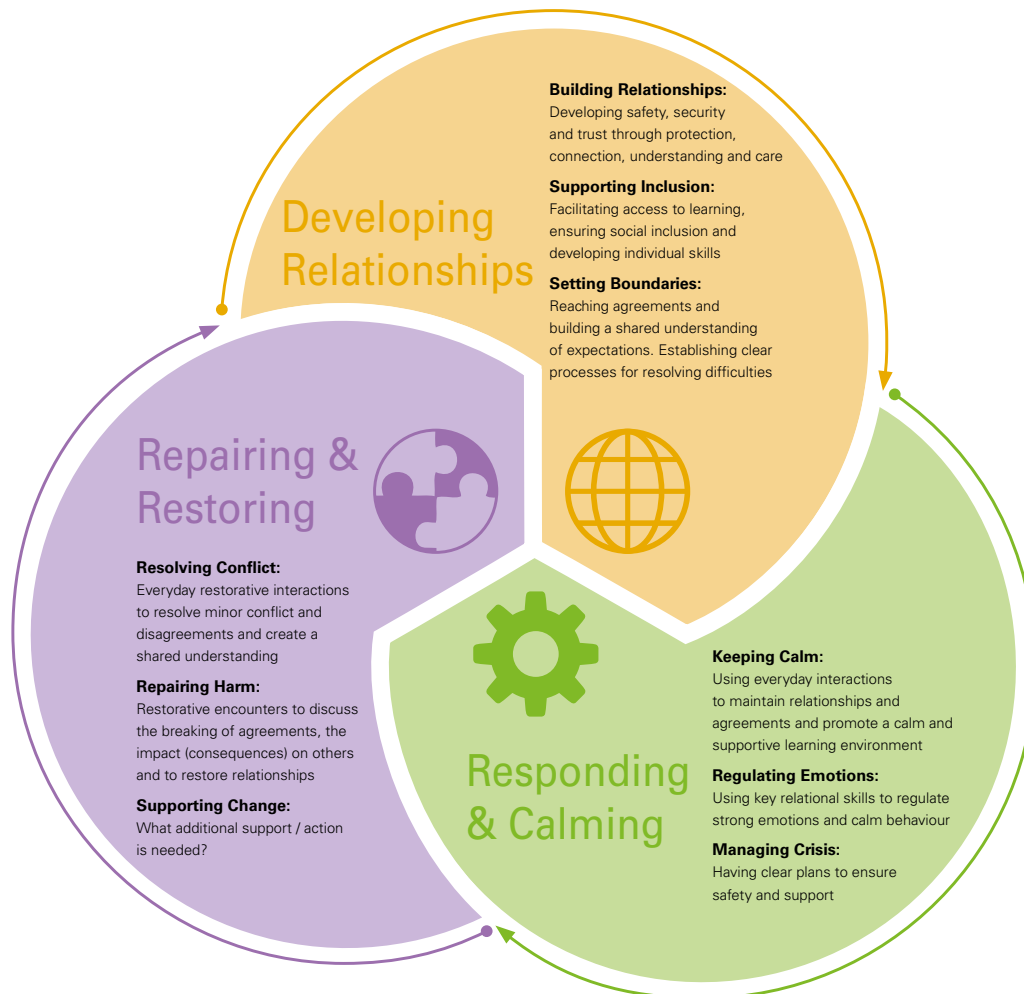 Developing
Relationships
Building Relationships:
Developing safety, security
and trust through protection,
connection, understanding and care
Supporting Inclusion:
Facilitating access to learning,
ensuring social inclusion and
developing individual skills
Setting Boundaries:
Reaching agreements and
building a shared understanding
of expectations. Establishing clear
processes for resolving difficulties
Repairing &
Restoring
Resolving Conflict:
Everyday restorative interactions
to resolve minor conflict and
disagreements and create a
shared understanding
Repairing Harm:
Restorative encounters to discuss
the breaking of agreements, the
impact (consequences) on others
and to restore relationships
Supporting Change:
What additional support / action
is needed?
Responding
& Calming
Keeping Calm:
Using everyday interactions
to maintain relationships and
agreements and promote a calm and
supportive learning environment
Regulating Emotions:
Using key relational skills to regulate
strong emotions and calm behaviour
Managing Crisis:
Having clear plans to ensure
safety and support